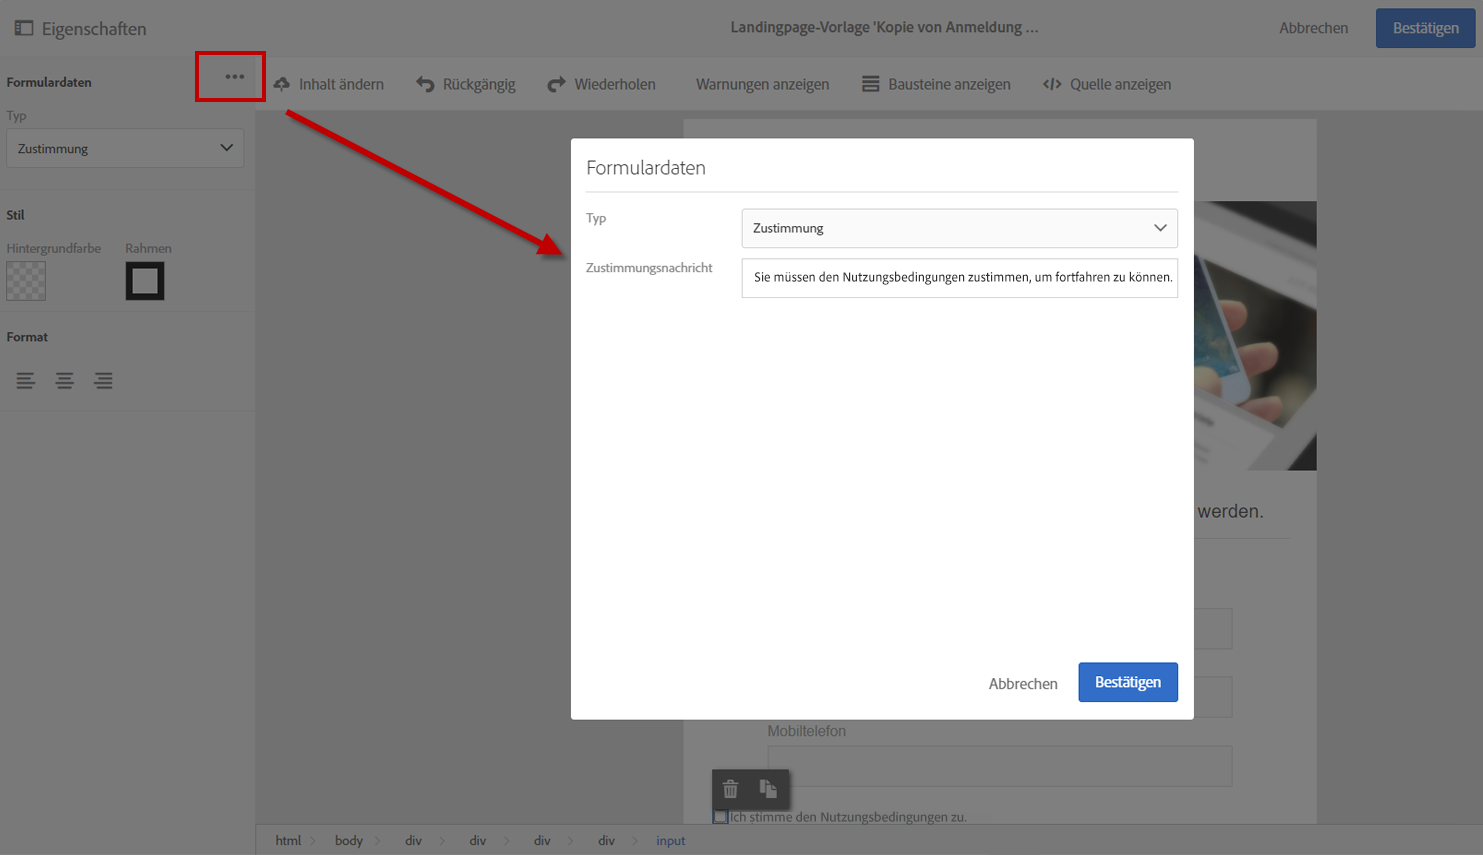 Eigenschaften
Landingpage-Vorlage 'Kopie von Anmeldung ...
Abbrechen
Bestätigen
Formulardaten
Inhalt ändern
Rückgängig
Wiederholen
Warnungen anzeigen
Bausteine anzeigen
Quelle anzeigen
Typ
Zustimmung
Stil
Hintergrundfarbe
Rahmen
Format
Formulardaten
Typ
Zustimmung
Zustimmungsnachricht
Sie müssen den Nutzungsbedingungen zustimmen, um fortfahren zu können.
Abbrechen
Bestätigen
werden.
Mobiltelefon
Ich stimme den Nutzungsbedingungen zu.
html
body
div
div
div
div
input